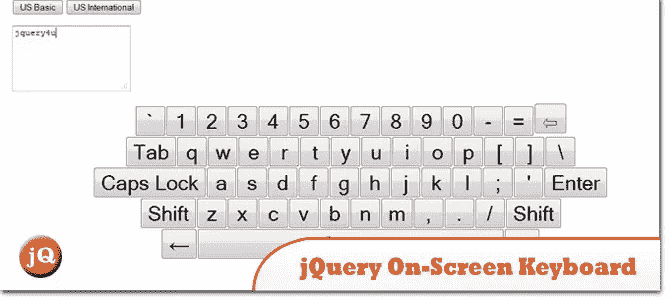 US Basic US International
jquery4u
` 1 2 3 4 5 6 7 8 9 0 - = ⇦
Tab q w e r t y u i o p [ ] \
Caps Lock a s d f g h j k l ; ' Enter
Shift z x c v b n m , . / Shift
←
jQ jQuery On-Screen Keyboard